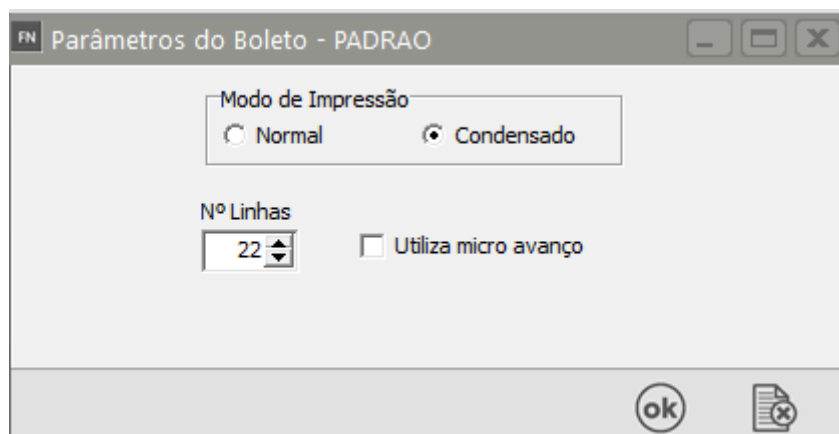 FN Parâmetros do Boleto - PADRAO
Modo de Impressão
Normal Condensado
Nº Linhas
22 Utiliza micro avanço
ok